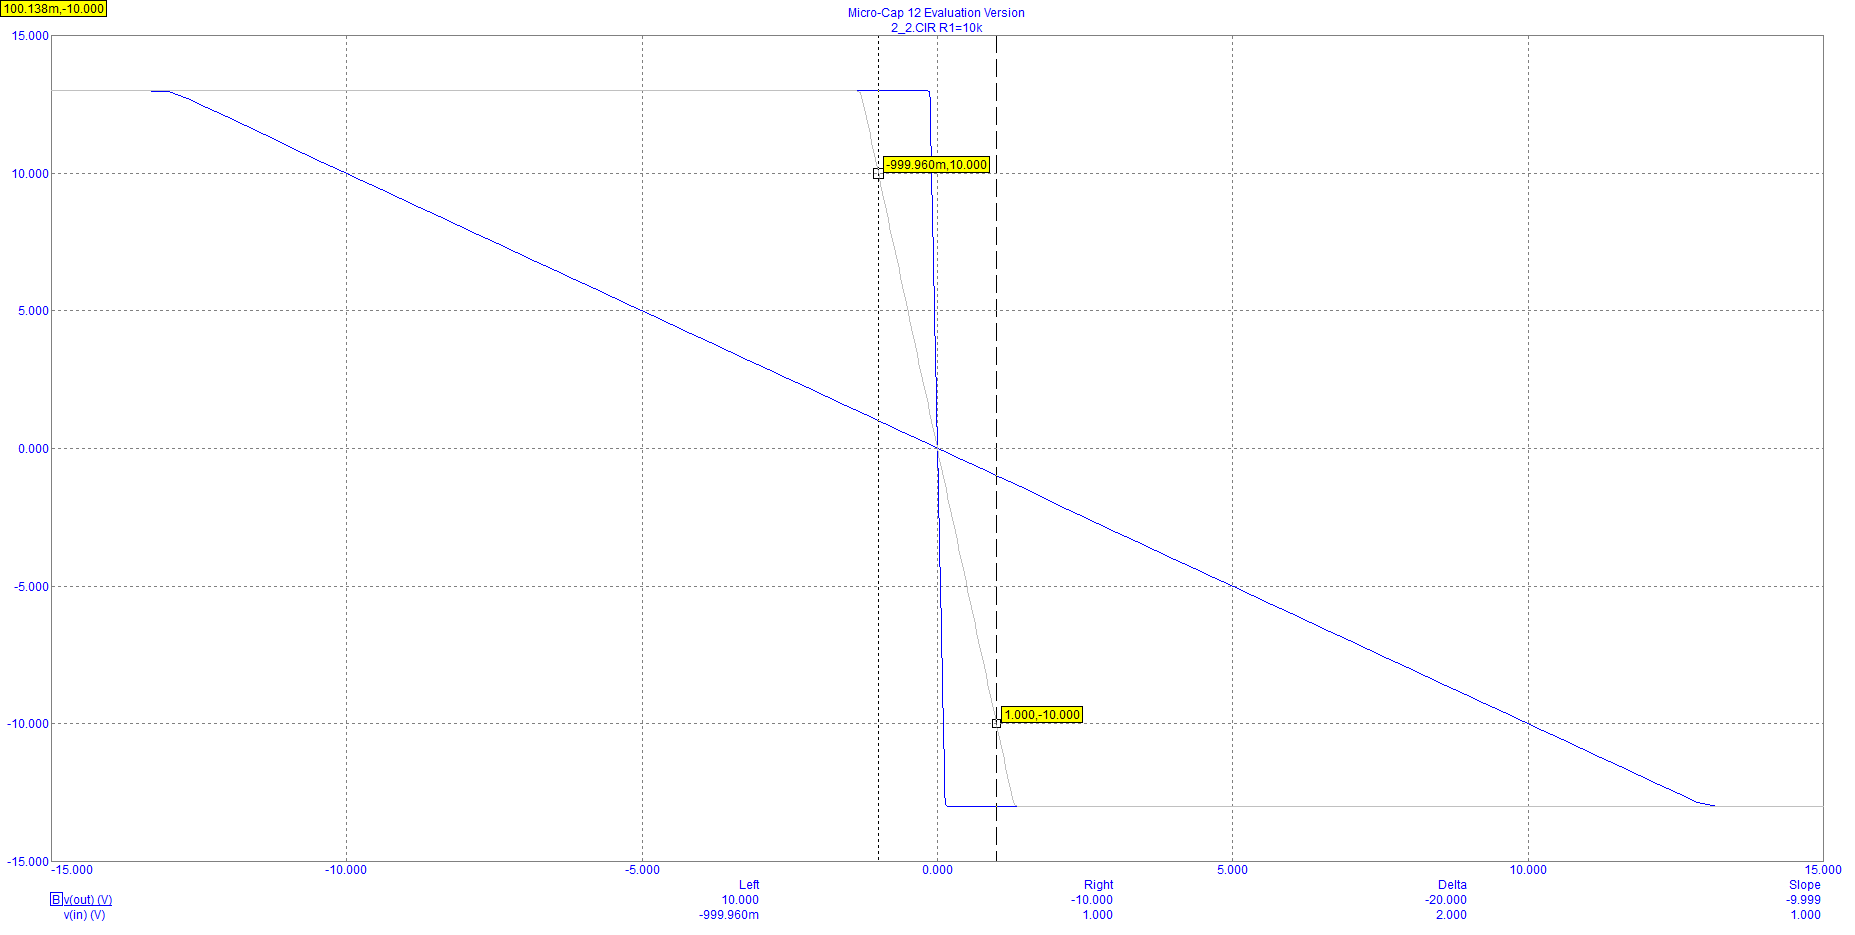 100.138m,-10.000
Micro-Cap 12 Evaluation Version
2_2.CIR R1=10k
15.000
-999.960m,10.000
10.000
5.000
0.000
-5.000
1.000,-10.000
-10.000
-15.000
-15.000 -10.000 -5.000 0.000 5.000 10.000 15.000
Left Right Delta Slope
B v(out) (V) 10.000 -10.000 -20.000 -9.999
v(in) (V) -999.960m 1.000 2.000 1.000